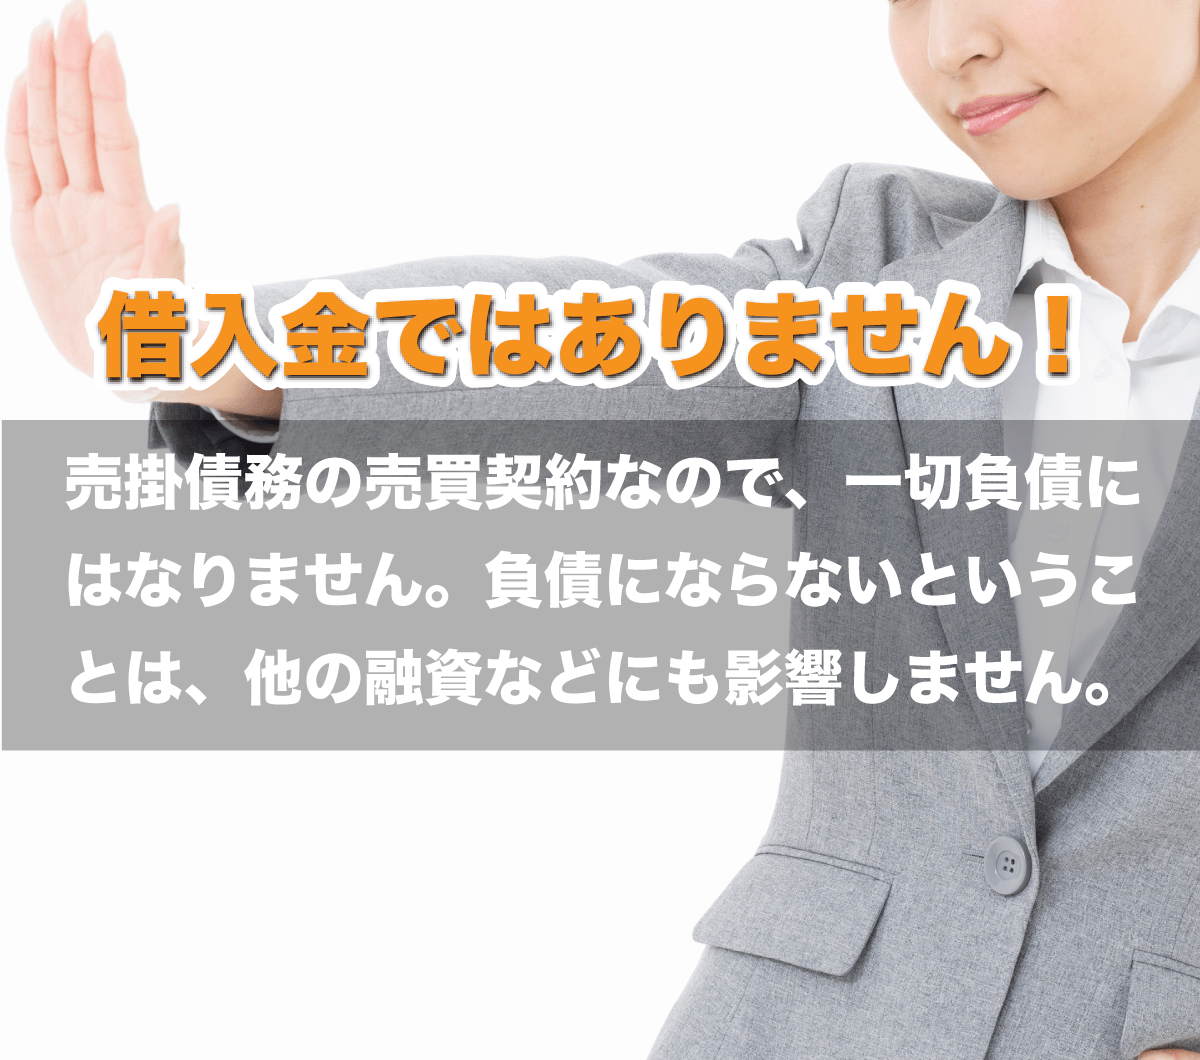 借入金ではありません！
売掛債務の売買契約なので、一切負債に
はなりません。負債にならないというこ
とは、他の融資などにも影響しません。